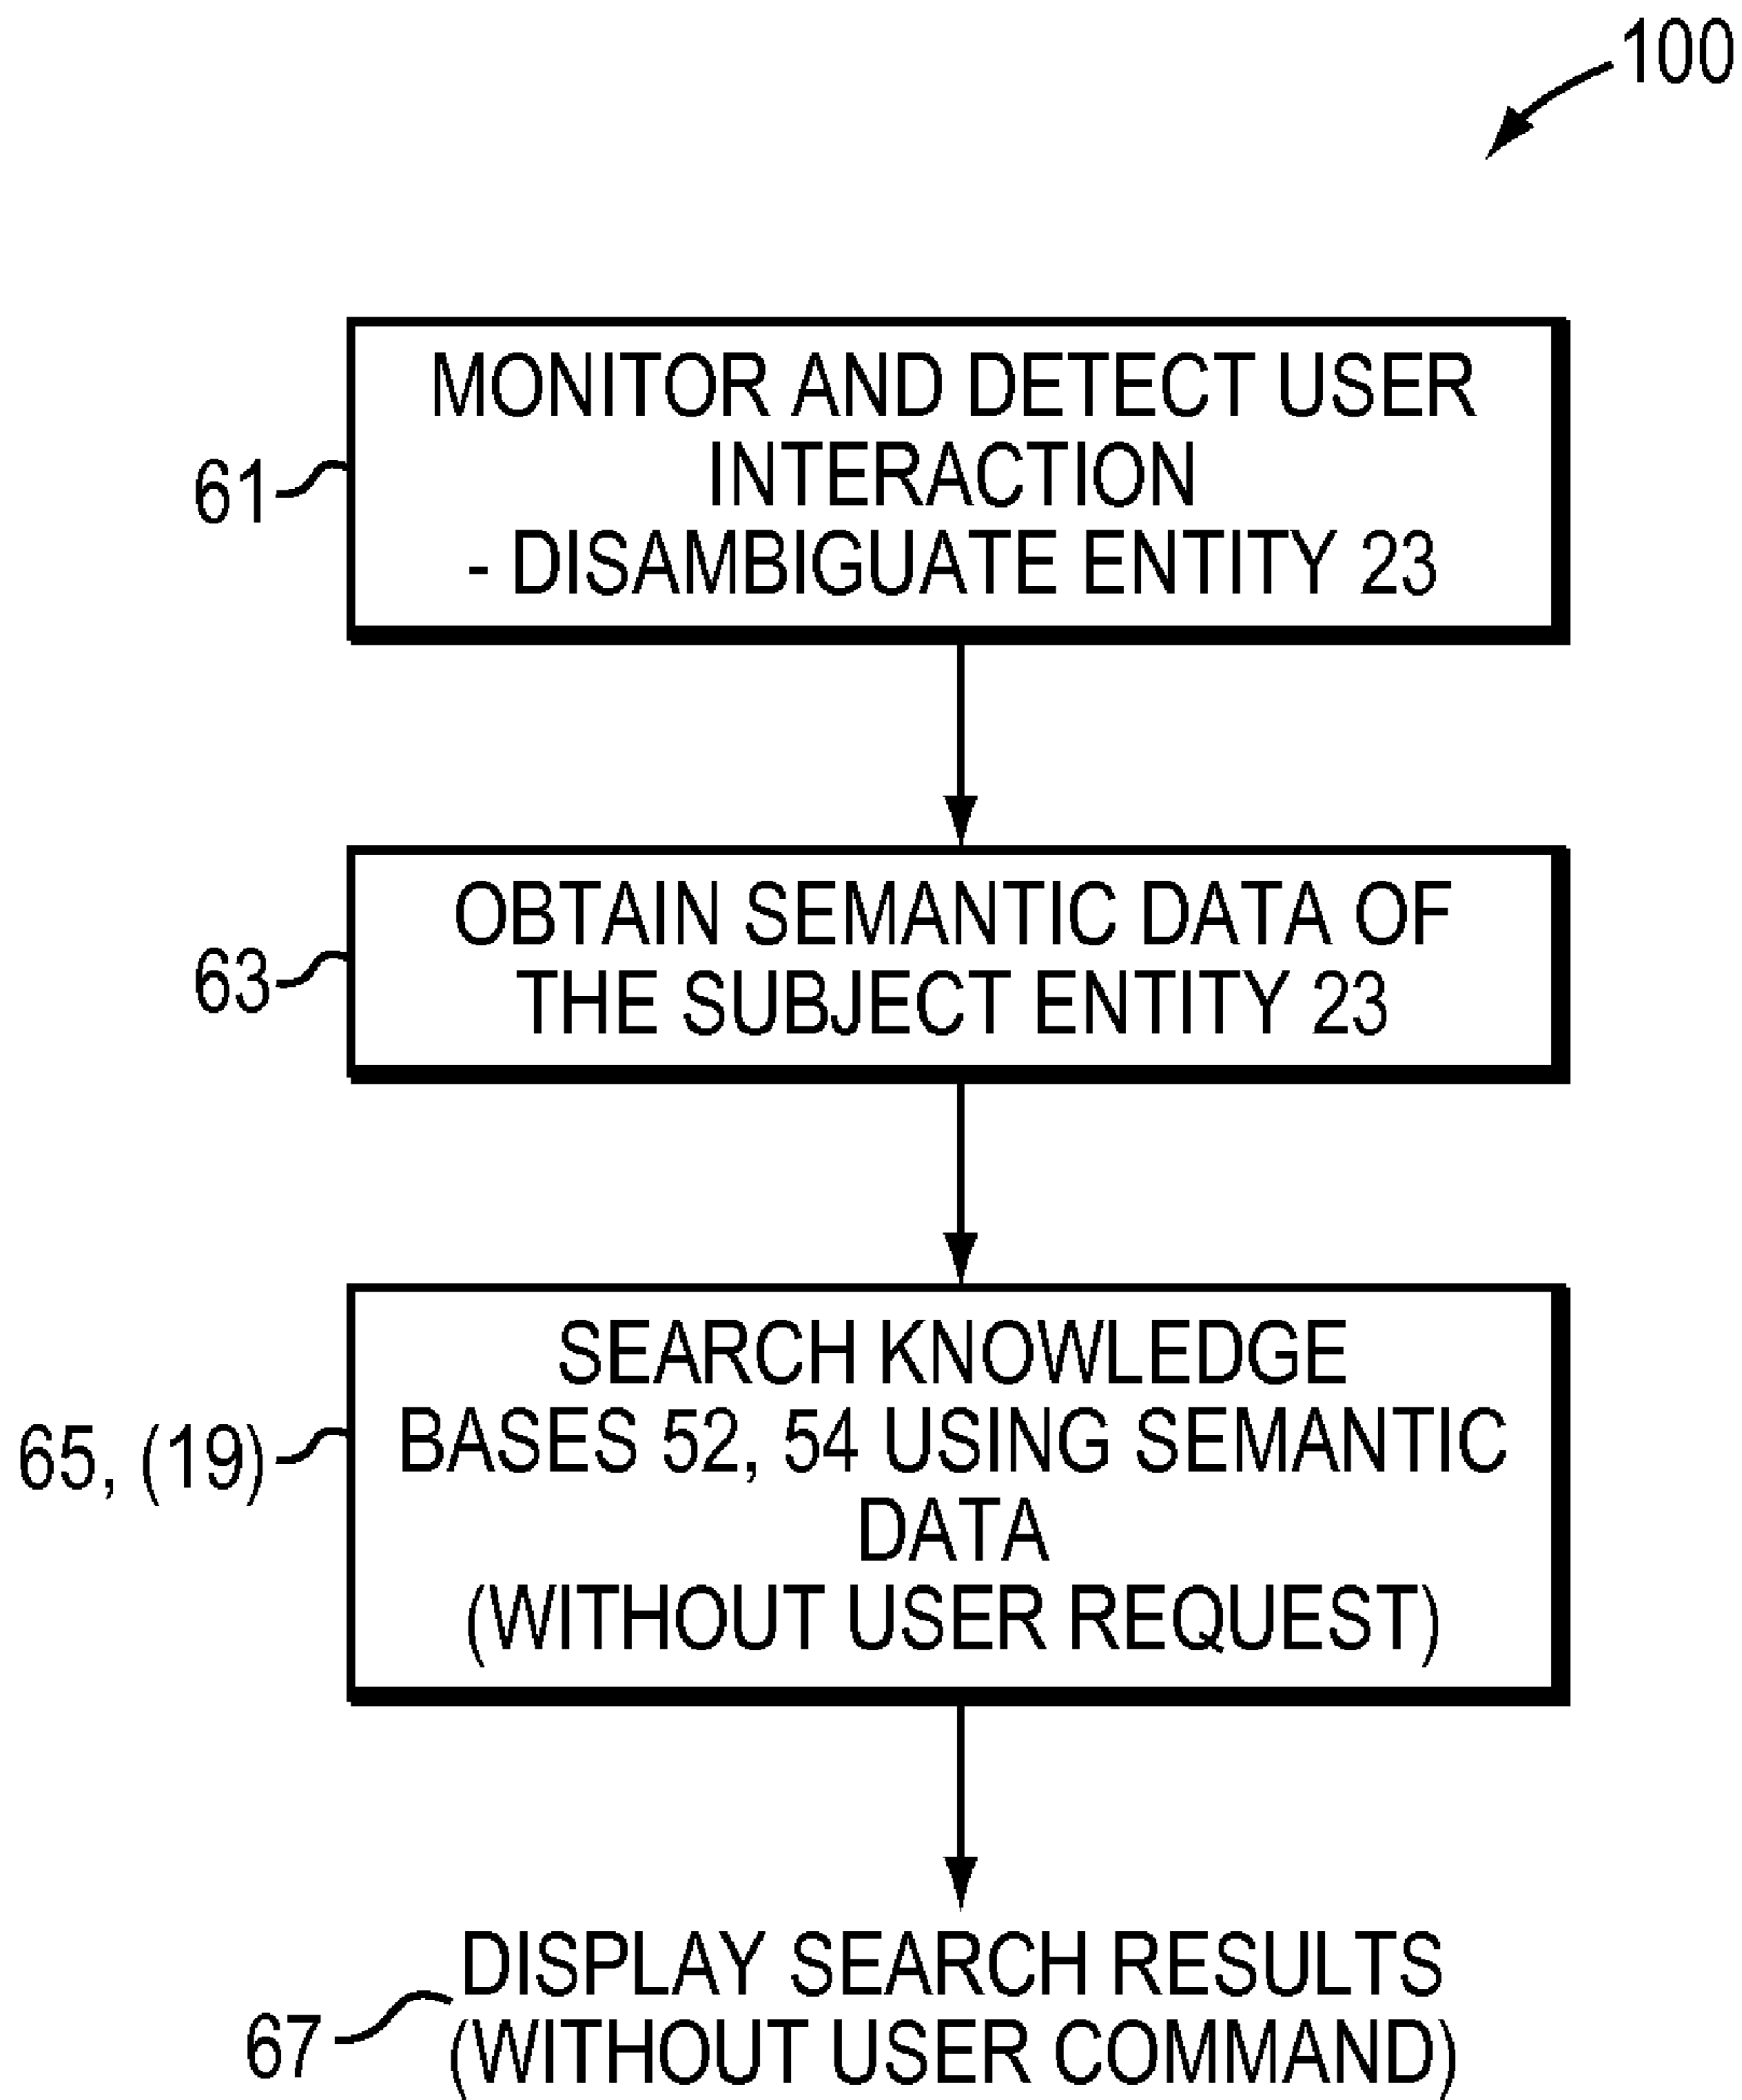 100
MONITOR AND DETECT USER
INTERACTION
- DISAMBIGUATE ENTITY 23
61
OBTAIN SEMANTIC DATA OF
THE SUBJECT ENTITY 23
63
SEARCH KNOWLEDGE
BASES 52, 54 USING SEMANTIC
DATA
(WITHOUT USER REQUEST)
65, (19)
DISPLAY SEARCH RESULTS
(WITHOUT USER COMMAND)
67